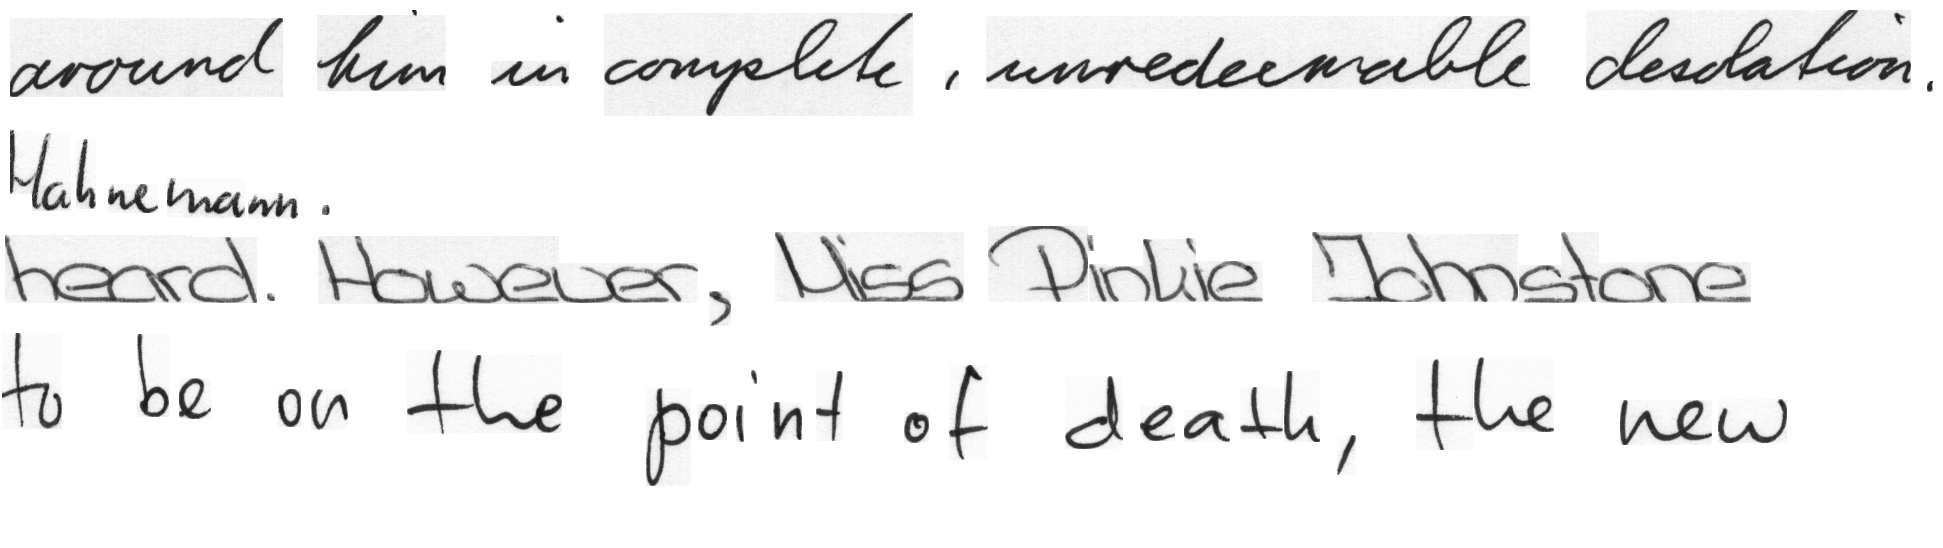 around him in complete, unredeemable desolation.
Hahnemann.
heard. However, Miss Pinkie Johnstone
to be on the point of death, the new